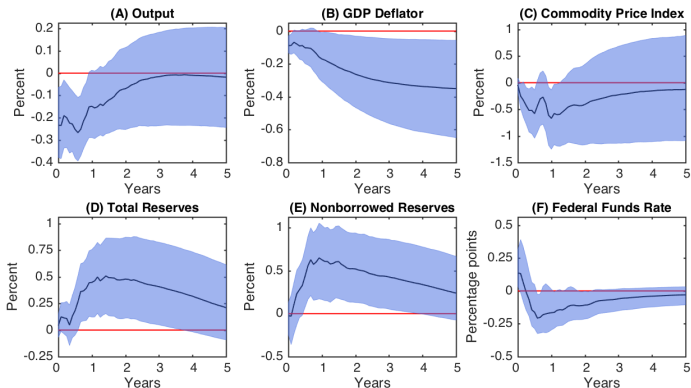 (A) Output
(B) GDP Deflator
(C) Commodity Price Index
Percent
0.2
0.1
0
-0.1
-0.2
-0.3
-0.4
0 1 2 3 4 5
Years
Percent
0
-0.2
-0.4
-0.6
-0.8
0 1 2 3 4 5
Years
Percent
1
0.5
0
-0.5
-1
-1.5
0 1 2 3 4 5
Years
(D) Total Reserves
(E) Nonborrowed Reserves
(F) Federal Funds Rate
Percent
1
0.75
0.5
0.25
0
-0.25
0 1 2 3 4 5
Years
Percent
1
0.5
0
-0.5
0 1 2 3 4 5
Years
Percentage points
0.5
0.25
0
-0.25
-0.5
0 1 2 3 4 5
Years